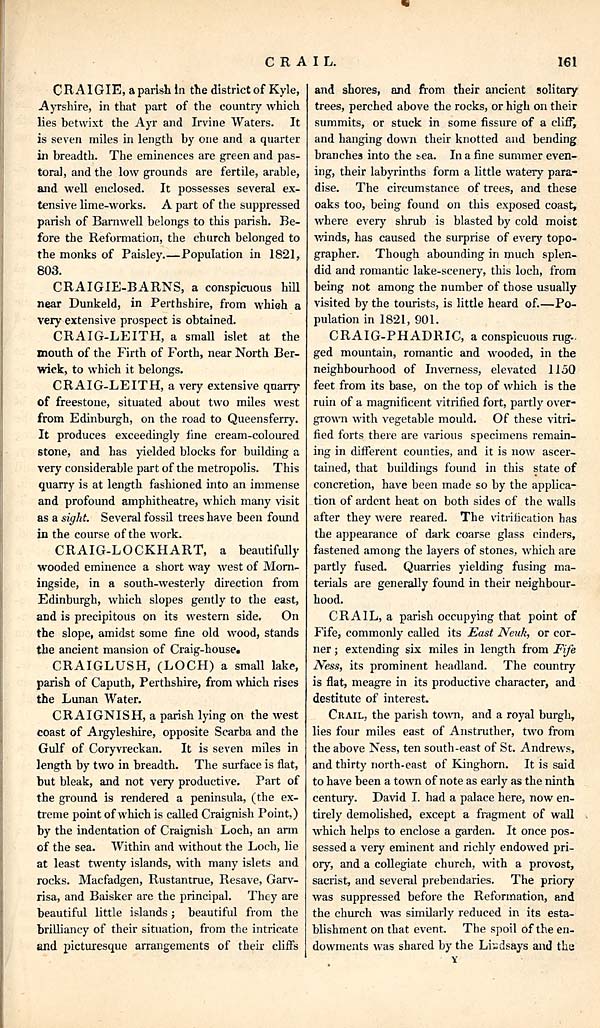 CRAIL.
161
CRAIGIE, a parish in the district of Kyle,
Ayrshire, in that part of the country which
lies betwixt the Ayr and Irvine Waters. It
is seven miles in length by one and a quarter
in breadth. The eminences are green and pas-
toral, and the low grounds are fertile, arable,
and well enclosed. It possesses several ex-
tensive lime-works. A part of the suppressed
parish of Barnwell belongs to this parish. Be-
fore the Reformation, the church belonged to
the monks of Paisley.—Population in 1821,
803.
CRAIGIE-BARNS, a conspicuous hill
near Dunkeld, in Perthshire, from which a
very extensive prospect is obtained.
CRAIG-LEITH, a small islet at the
mouth of the Firth of Forth, near North Ber-
wick, to which it belongs.
CRAIG-LEITH, a very extensive quarry
of freestone, situated about two miles west
from Edinburgh, on the road to Queensferry.
It produces exceedingly fine cream-coloured
stone, and has yielded blocks for building a
very considerable part of the metropolis. This
quarry is at length fashioned into an immense
and profound amphitheatre, which many visit
as a sight. Several fossil trees have been found
in the course of the work.
CRAIG-LOCKHART, a beautifully
wooded eminence a short way west of Morn-
ingside, in a south-westerly direction from
Edinburgh, which slopes gently to the east,
and is precipitous on its western side. On
the slope, amidst some fine old wood, stands
the ancient mansion of Craig-house.
CRAIGLUSH, (LOCH) a small lake,
parish of Caputh, Perthshire, from which rises
the Lunan Water.
CRAIGNISH, a parish lying on the west
coast of Argyleshire, opposite Scarba and the
Gulf of Coryvreckan. It is seven miles in
length by two in breadth. The surface is flat,
but bleak, and not very productive. Part of
the ground is rendered a peninsula, (the ex-
treme point of which is called Craignish Point,)
by the indentation of Craignish Loch, an arm
of the sea. Within and without the Loch, lie
at least twenty islands, with many islets and
rocks. Macfadgen, Rustantrue, Resave, Garv-
risa, and Baisker are the principal. They are
beautiful little islands; beautiful from the
brilliancy of their situation, from the intricate
and picturesque arrangements of their cliffs
and shores, and from their ancient solitary
trees, perched above the rocks, or high on their
summits, or stuck in some fissure of a cliff,
and hanging down their knotted and bending
branches into the sea. In a fine summer even-
ing, their labyrinths form a little watery para-
dise. The circumstance of trees, and these
oaks too, being found on this exposed coast,
where every shrub is blasted by cold moist
winds, has caused the surprise of every topo-
grapher. Though abounding in much splen-
did and romantic lake-scenery, this loch, from
being not among the number of those usually
visited by the tourists, is little heard of.—Po-
pulation in 1821, 901.
CRAIG-PHADRIC, a conspicuous rug-
ged mountain, romantic and wooded, in the
neighbourhood of Inverness, elevated 1150
feet from its base, on the top of which is the
ruin of a magnificent vitrified fort, partly over-
grown with vegetable mould. Of these vitri-
fied forts there are various specimens remain-
ing in different counties, and it is now ascer-
tained, that buildings found in this state of
concretion, have been made so by the applica-
tion of ardent heat on both sides of the walls
after they were reared. The vitrification has
the appearance of dark coarse glass cinders,
fastened among the layers of stones, which are
partly fused. Quarries yielding fusing ma-
terials are generally found in their neighbour-
hood.
CRAIL, a parish occupying that point of
Fife, commonly called its East Neuk, or cor-
ner; extending six miles in length from Fife
Ness, its prominent headland. The country
is flat, meagre in its productive character, and
destitute of interest.
CRAIL, the parish town, and a royal burgh,
lies four miles east of Anstruther, two from
the above Ness, ten south-east of St. Andrews,
and thirty north-east of Kinghorn. It is said
to have been a town of note as early as the ninth
century. David I. had a palace here, now en-
tirely demolished, except a fragment of wall
which helps to enclose a garden. It once pos-
sessed a very eminent and richly endowed pri-
ory, and a collegiate church, with a provost,
sacrist, and several prebendaries. The priory
was suppressed before the Reformation, and
the church was similarly reduced in its esta-
blishment on that event. The spoil of the en-
dowments was shared by the Lindsays and the
Y